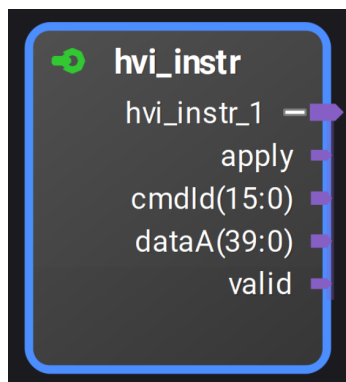 hvi_instr
hvi_instr_1
apply
cmdId(15:0)
dataA(39:0)
valid